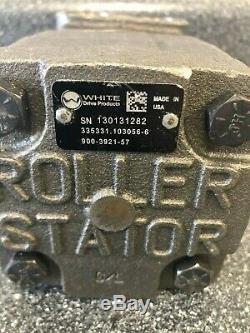 WHITE
Drive Products
MADE IN
USA
SN 130131282
335331.103056-6
900-3921-57
ROLLER
STATOR